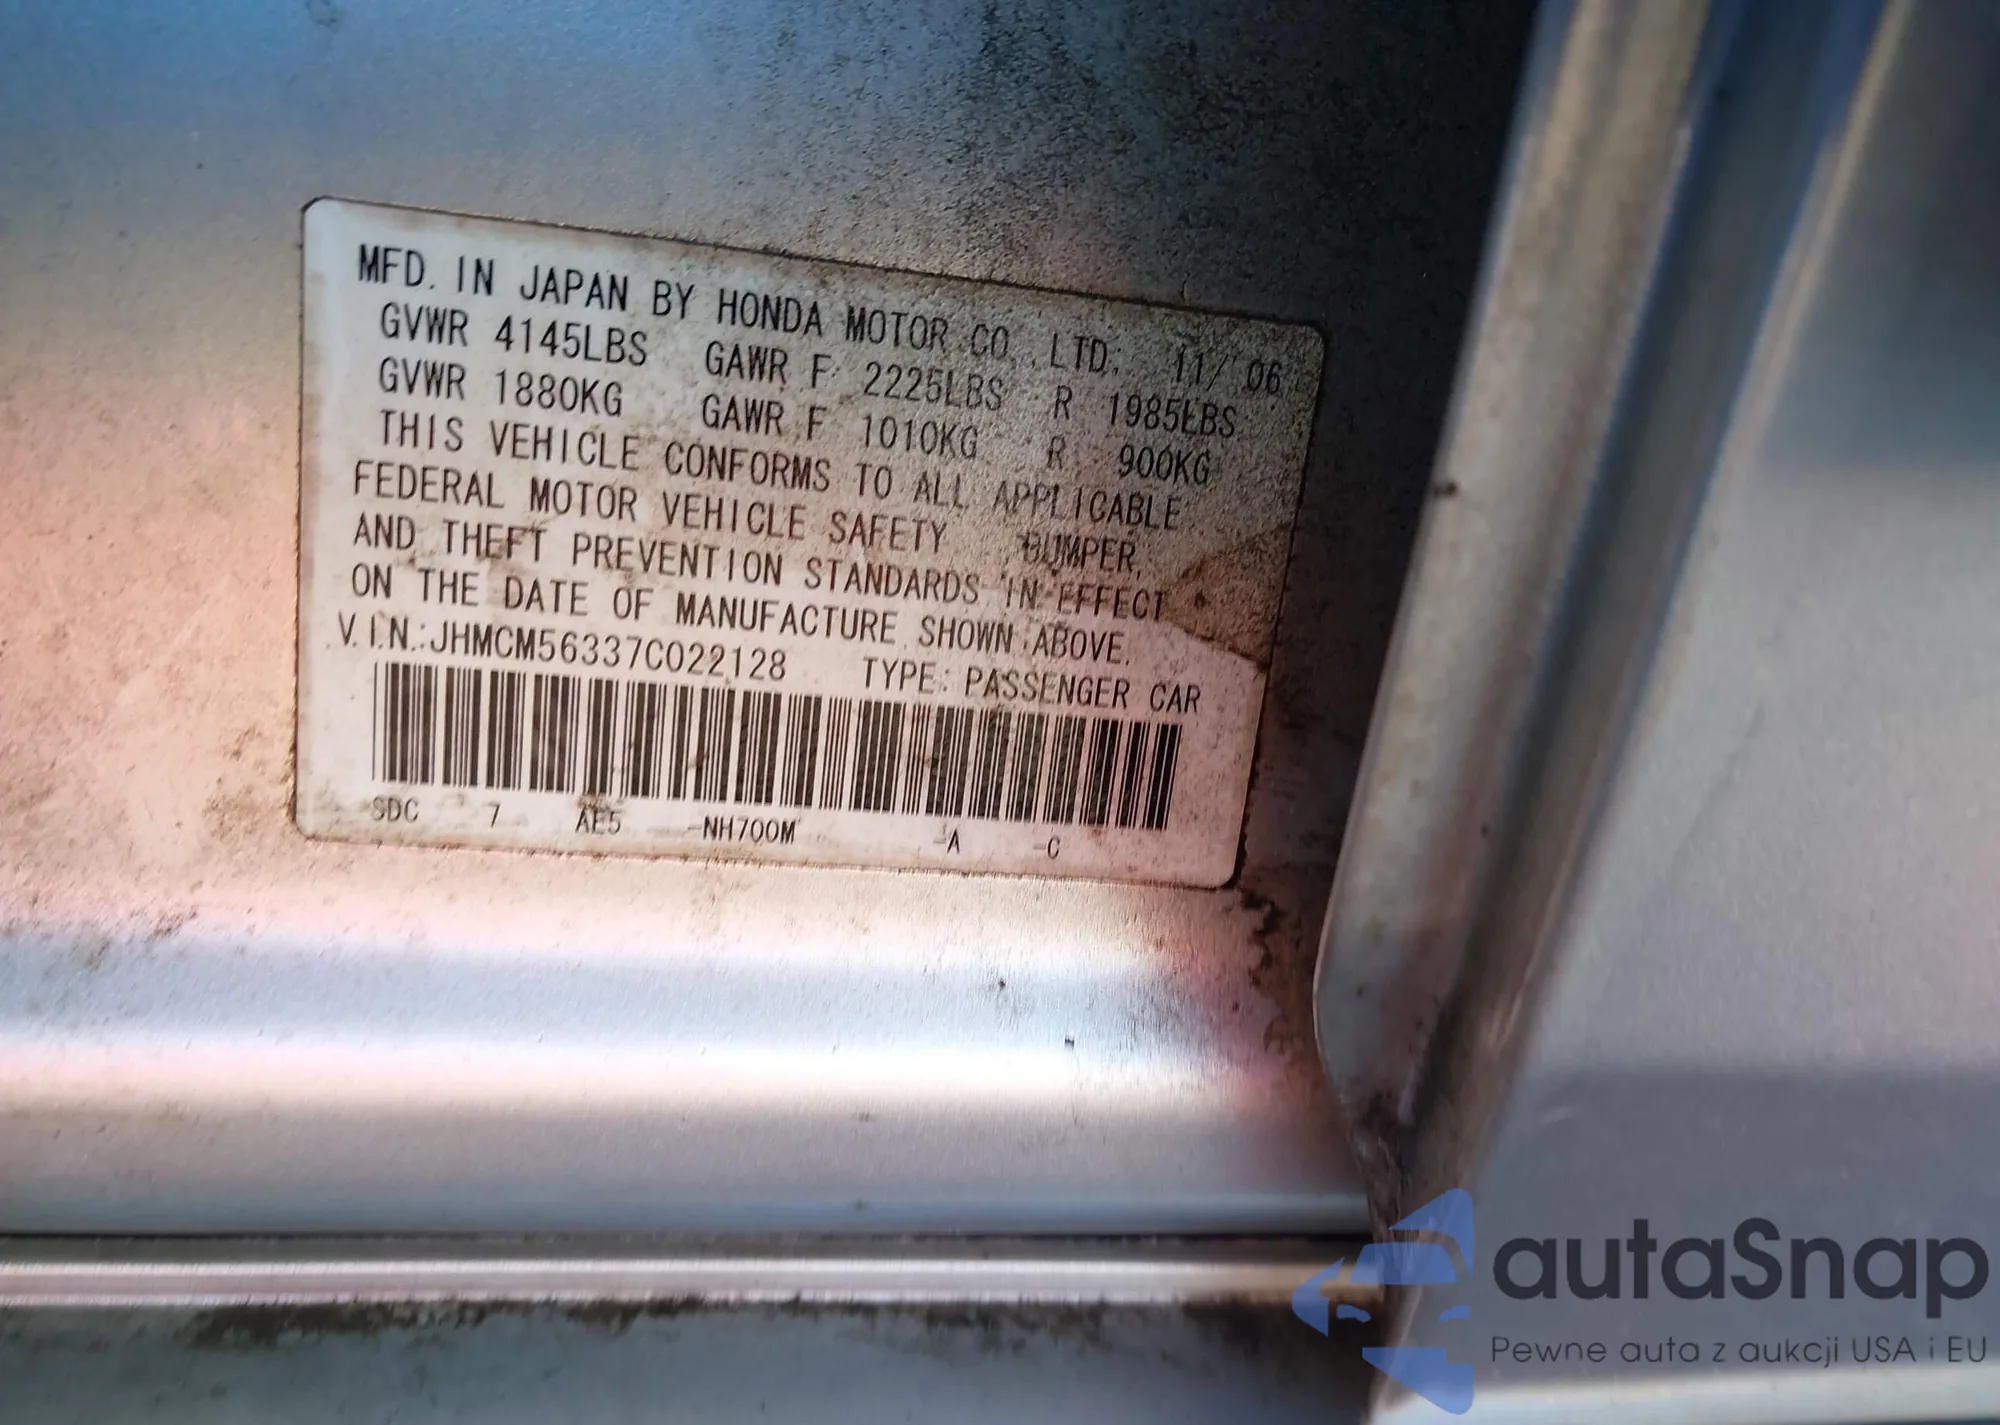 MFD. IN JAPAN BY HONDA MOTOR CO., LTD. 11/ 06
GVWR 4145LBS GAWR F 2225LBS R 1985LBS
GVWR 1880KG GAWR F 1010KG R 900KG
THIS VEHICLE CONFORMS TO ALL APPLICABLE
FEDERAL MOTOR VEHICLE SAFETY BUMPER,
AND THEFT PREVENTION STANDARDS IN EFFECT
ON THE DATE OF MANUFACTURE SHOWN ABOVE.
V.I.N.:JHMCM56337C022128 TYPE: PASSENGER CAR
SDC 7 AE5 -NH700M -A -C
autaSnap
Pewne auta z aukcji USA i EU